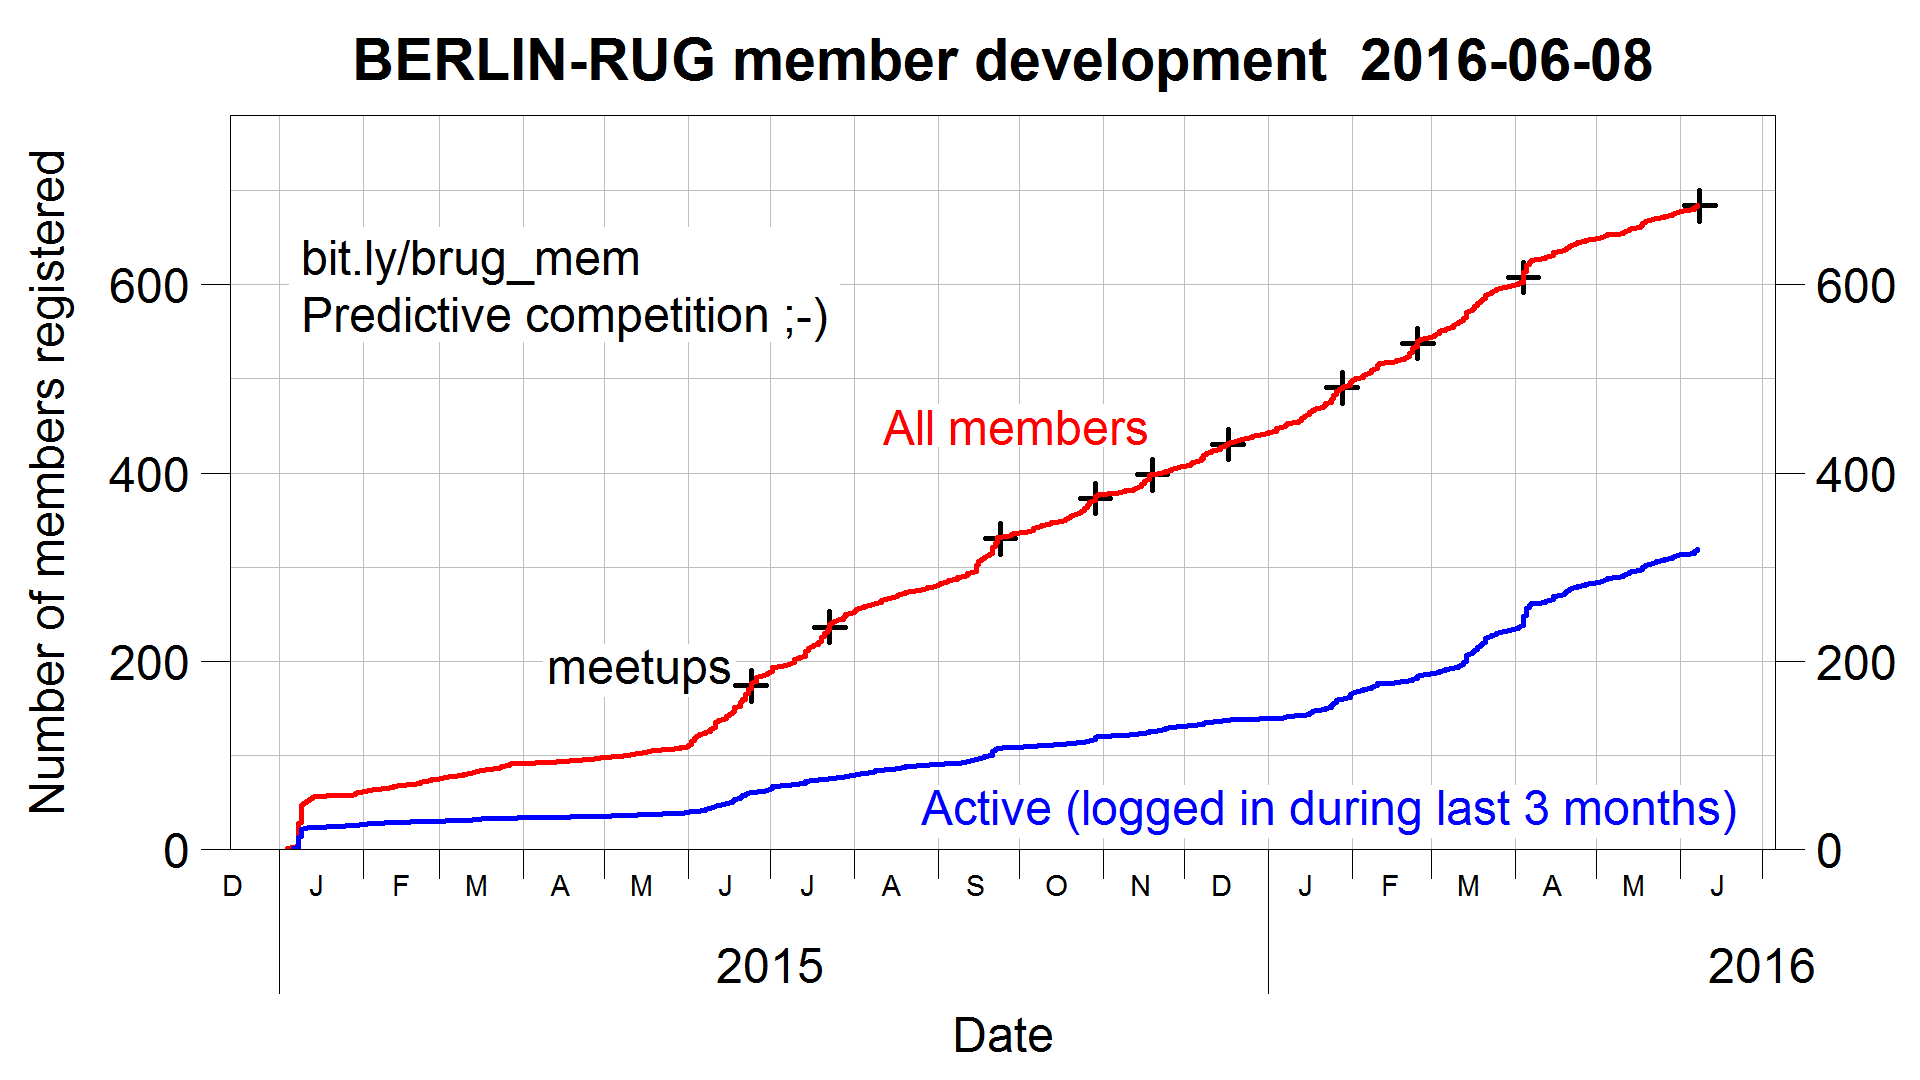 BERLIN-RUG member development  2016-06-08
Number of members registered
bit.ly/brug_mem
Predictive competition ;-)
600
600
All members
400
400
meetups
200
200
Active (logged in during last 3 months)
0
0
D J F M A M J J A S O N D J F M A M J
2015
2016
Date